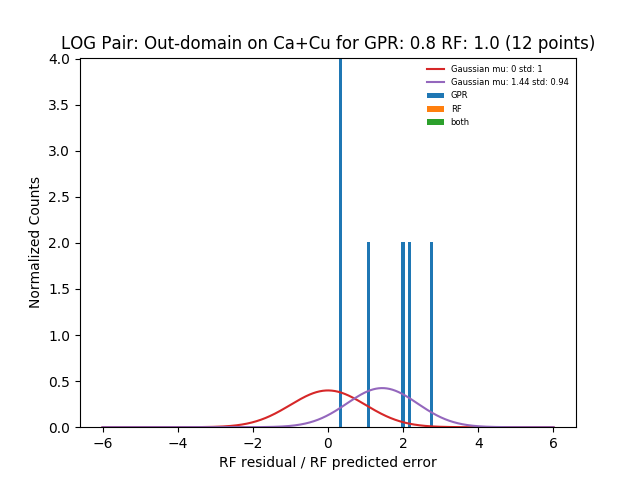 LOG Pair: Out-domain on Ca+Cu for GPR: 0.8 RF: 1.0 (12 points)
Gaussian mu: 0 std: 1
Gaussian mu: 1.44 std: 0.94
GPR
RF
both
Normalized Counts
4.0
3.5
3.0
2.5
2.0
1.5
1.0
0.5
0.0
−6 −4 −2 0 2 4 6
RF residual / RF predicted error